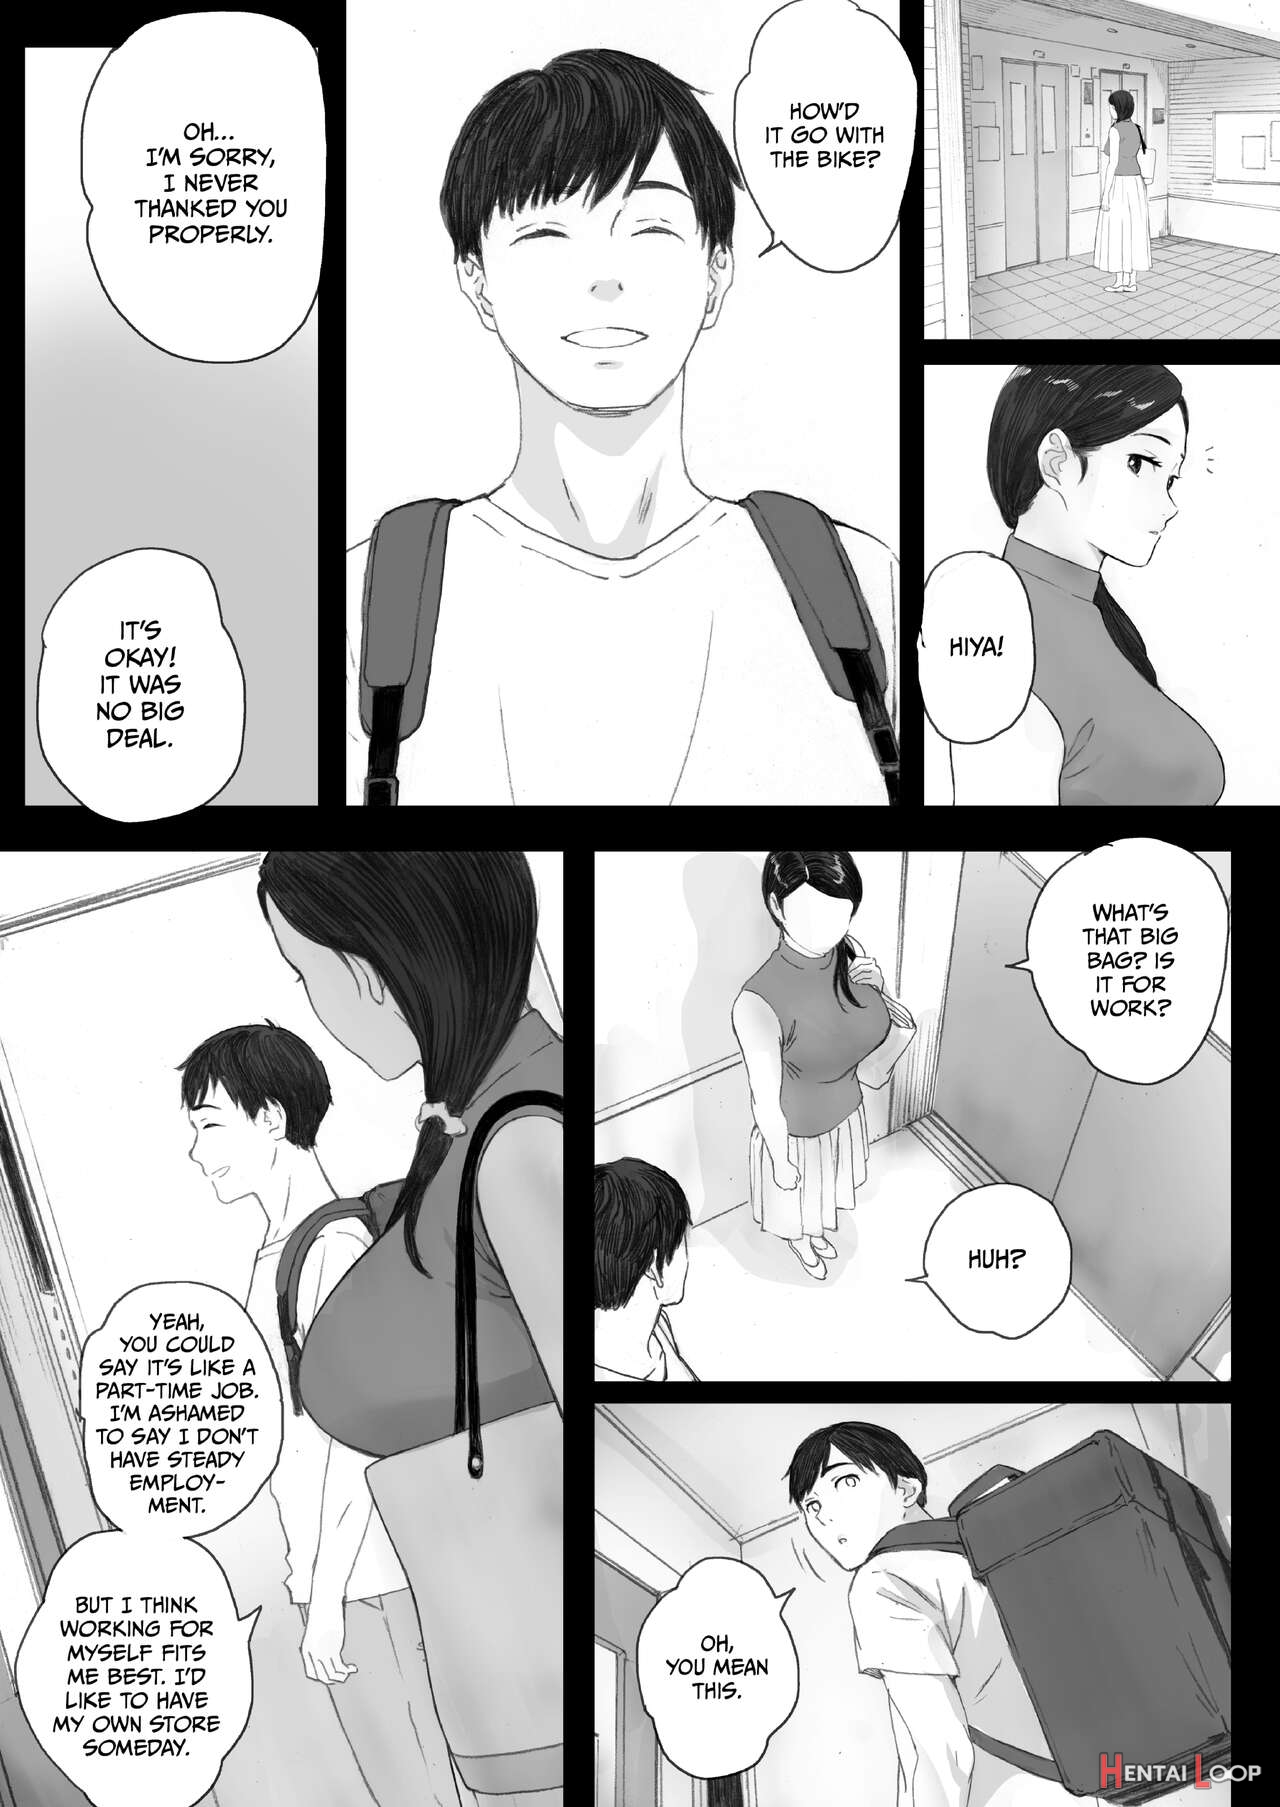 HIYA!
HOW'D
IT GO WITH
THE BIKE?
OH...
I'M SORRY,
I NEVER
THANKED YOU
PROPERLY.
IT'S
OKAY!
IT WAS
NO BIG
DEAL.
WHAT'S
THAT BIG
BAG? IS
IT FOR
WORK?
HUH?
OH,
YOU MEAN
THIS.
YEAH,
YOU COULD
SAY IT'S LIKE A
PART-TIME JOB.
I'M ASHAMED
TO SAY I DON'T
HAVE STEADY
EMPLOY-
MENT.
BUT I THINK
WORKING FOR
MYSELF FITS
ME BEST. I'D
LIKE TO HAVE
MY OWN STORE
SOMEDAY.
HENTAI LOOP